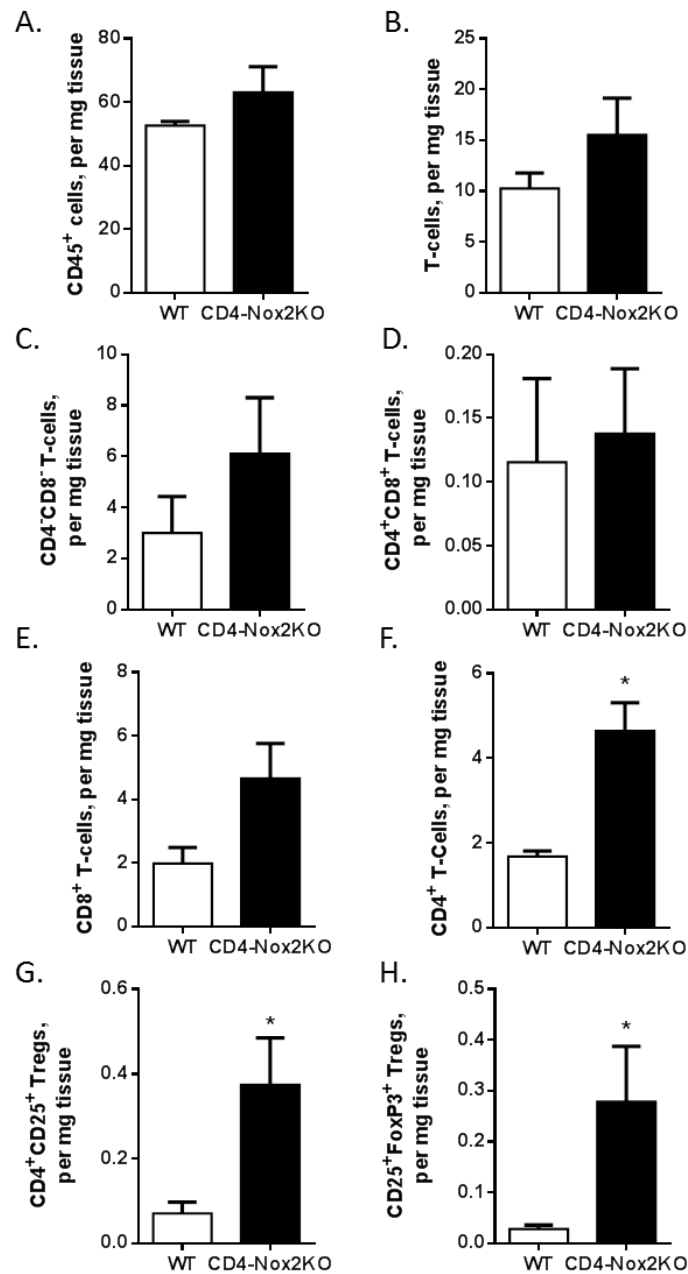 A.
CD45⁺ cells, per mg tissue
80
60
40
20
0
WT CD4-Nox2KO
B.
T-cells, per mg tissue
25
20
15
10
5
0
WT CD4-Nox2KO
C.
CD4⁻CD8⁻ T-cells,
per mg tissue
10
8
6
4
2
0
WT CD4-Nox2KO
D.
CD4⁺CD8⁺ T-cells,
per mg tissue
0.20
0.15
0.10
0.05
0.00
WT CD4-Nox2KO
E.
CD8⁺ T-cells, per mg tissue
8
6
4
2
0
WT CD4-Nox2KO
F.
CD4⁺ T-Cells, per mg tissue
6
4
2
0
*
WT CD4-Nox2KO
G.
CD4⁺CD25⁺ Tregs,
per mg tissue
0.6
0.4
0.2
0.0
*
WT CD4-Nox2KO
H.
CD25⁺FoxP3⁺ Tregs,
per mg tissue
0.5
0.4
0.3
0.2
0.1
0.0
*
WT CD4-Nox2KO